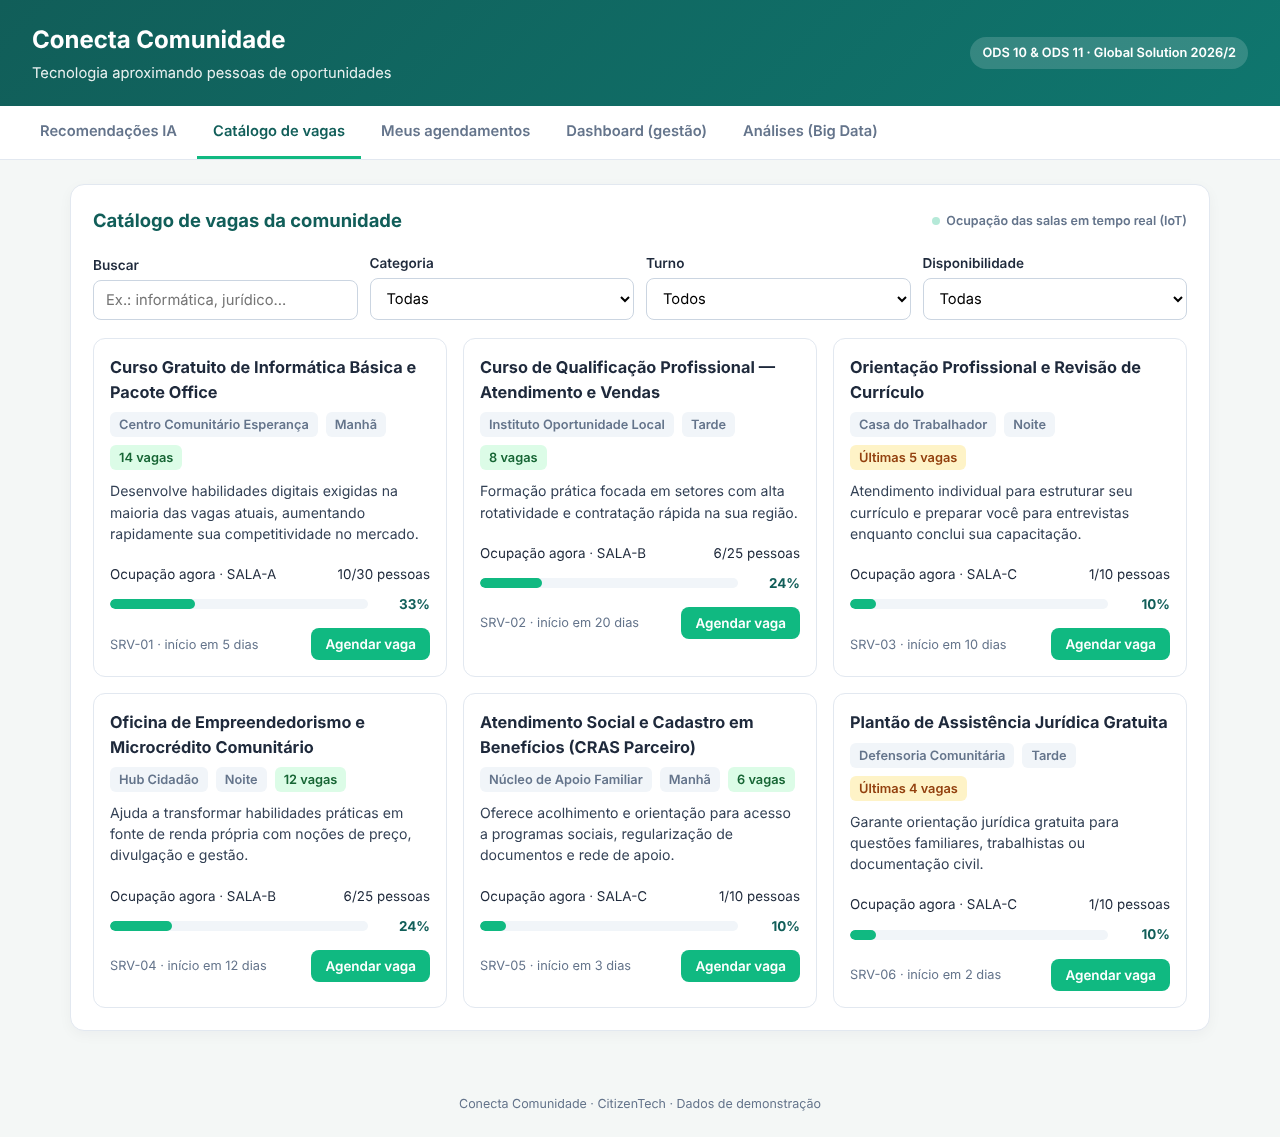 Conecta Comunidade
Tecnologia aproximando pessoas de oportunidades
ODS 10 & ODS 11 · Global Solution 2026/2
Recomendações IA
Catálogo de vagas
Meus agendamentos
Dashboard (gestão)
Análises (Big Data)
Catálogo de vagas da comunidade
Ocupação das salas em tempo real (IoT)
Buscar
Ex.: informática, jurídico...
Categoria
Todas
Turno
Todos
Disponibilidade
Todas
Curso Gratuito de Informática Básica e
Pacote Office
Centro Comunitário Esperança
Manhã
14 vagas
Desenvolve habilidades digitais exigidas na
maioria das vagas atuais, aumentando
rapidamente sua competitividade no mercado.
Ocupação agora · SALA-A
10/30 pessoas
33%
SRV-01 · início em 5 dias
Agendar vaga
Curso de Qualificação Profissional —
Atendimento e Vendas
Instituto Oportunidade Local
Tarde
8 vagas
Formação prática focada em setores com alta
rotatividade e contratação rápida na sua região.
Ocupação agora · SALA-B
6/25 pessoas
24%
SRV-02 · início em 20 dias
Agendar vaga
Orientação Profissional e Revisão de
Currículo
Casa do Trabalhador
Noite
Últimas 5 vagas
Atendimento individual para estruturar seu
currículo e preparar você para entrevistas
enquanto conclui sua capacitação.
Ocupação agora · SALA-C
1/10 pessoas
10%
SRV-03 · início em 10 dias
Agendar vaga
Oficina de Empreendedorismo e
Microcrédito Comunitário
Hub Cidadão
Noite
12 vagas
Ajuda a transformar habilidades práticas em
fonte de renda própria com noções de preço,
divulgação e gestão.
Ocupação agora · SALA-B
6/25 pessoas
24%
SRV-04 · início em 12 dias
Agendar vaga
Atendimento Social e Cadastro em
Benefícios (CRAS Parceiro)
Núcleo de Apoio Familiar
Manhã
6 vagas
Oferece acolhimento e orientação para acesso
a programas sociais, regularização de
documentos e rede de apoio.
Ocupação agora · SALA-C
1/10 pessoas
10%
SRV-05 · início em 3 dias
Agendar vaga
Plantão de Assistência Jurídica Gratuita
Defensoria Comunitária
Tarde
Últimas 4 vagas
Garante orientação jurídica gratuita para
questões familiares, trabalhistas ou
documentação civil.
Ocupação agora · SALA-C
1/10 pessoas
10%
SRV-06 · início em 2 dias
Agendar vaga
Conecta Comunidade · CitizenTech · Dados de demonstração